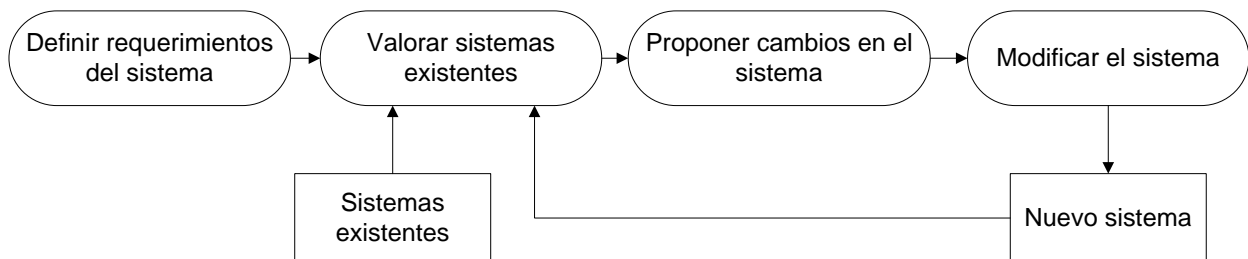 Definir requerimientos
del sistema
Valorar sistemas
existentes
Proponer cambios en el
sistema
Modificar el sistema
Sistemas
existentes
Nuevo sistema